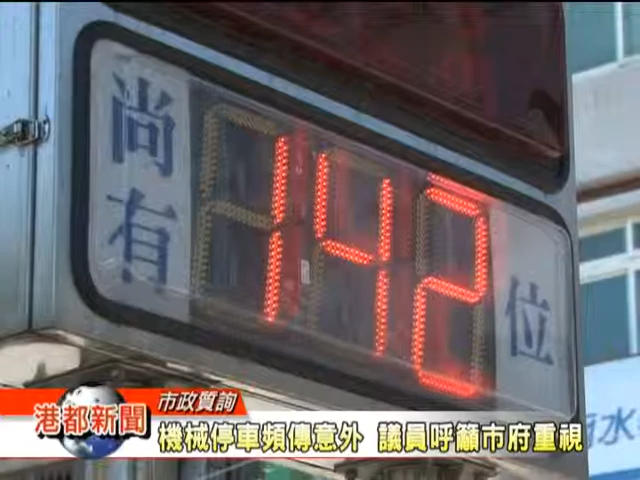 尚有 142 位
水
港都新聞
市政質詢
機械停車頻傳意外 議員呼籲市府重視